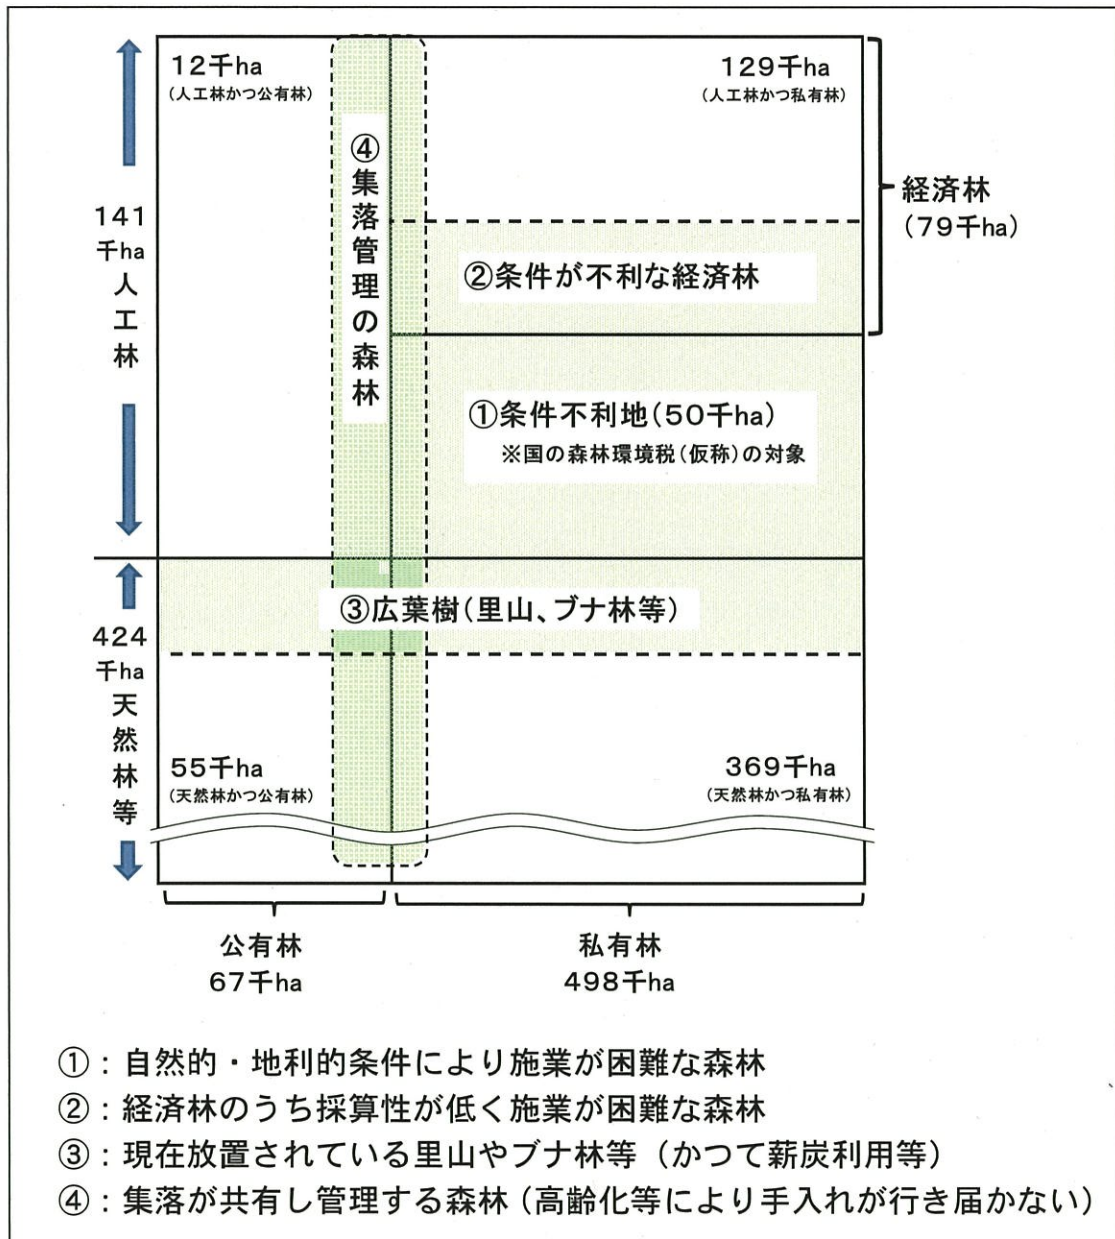 12千ha
(人工林かつ公有林)
129千ha
(人工林かつ私有林)
④集落管理の森林
経済林
(79千ha)
141
千ha
人工林
②条件が不利な経済林
①条件不利地(50千ha)
※国の森林環境税(仮称)の対象
③広葉樹(里山、ブナ林等)
424
千ha
天然林等
55千ha
(天然林かつ公有林)
369千ha
(天然林かつ私有林)
公有林
67千ha
私有林
498千ha
①:自然的・地利的条件により施業が困難な森林
②:経済林のうち採算性が低く施業が困難な森林
③:現在放置されている里山やブナ林等(かつて薪炭利用等)
④:集落が共有し管理する森林(高齢化等により手入れが行き届かない)